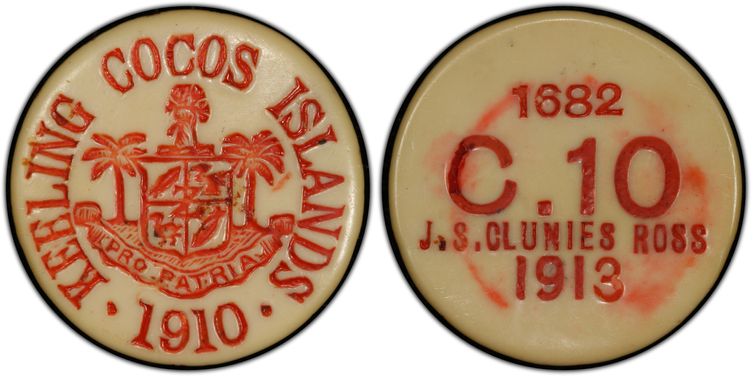 KEELING COCOS ISLANDS
PRO PATRIA
· 1910 ·
1682
C.10
J.S.CLUNIES ROSS
1913